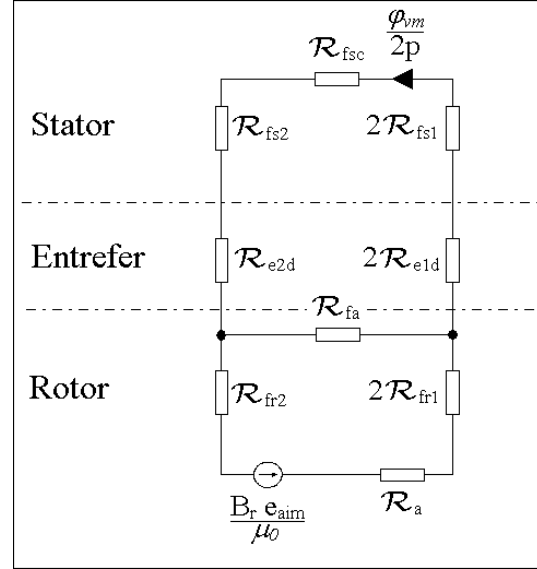 φvm
2p
ℛfsc
Stator
ℛfs2
2ℛfs1
Entrefer
ℛe2d
2ℛe1d
ℛfa
Rotor
ℛfr2
2ℛfr1
Br eaim
μ0
ℛa